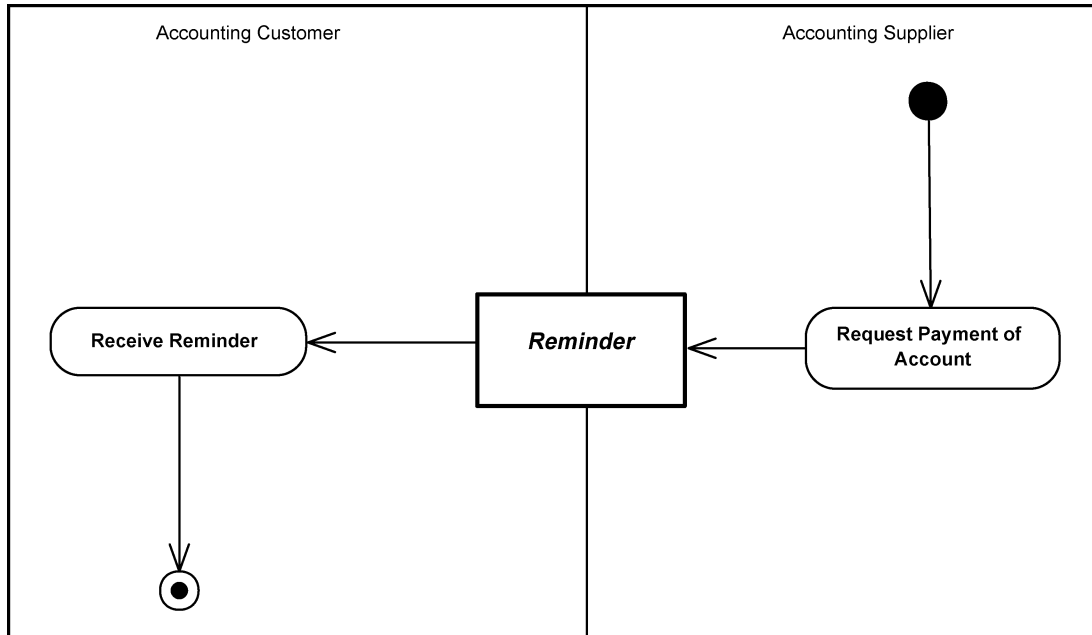 Accounting Customer
Accounting Supplier
Receive Reminder
Reminder
Request Payment of
Account